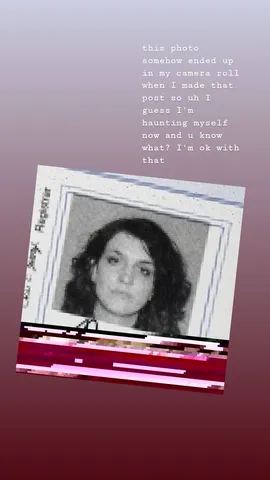 this photo
somehow ended up
in my camera roll
when I made that
post so uh I
guess I'm
haunting myself
now and u know
what? I'm ok with
that
Registrar